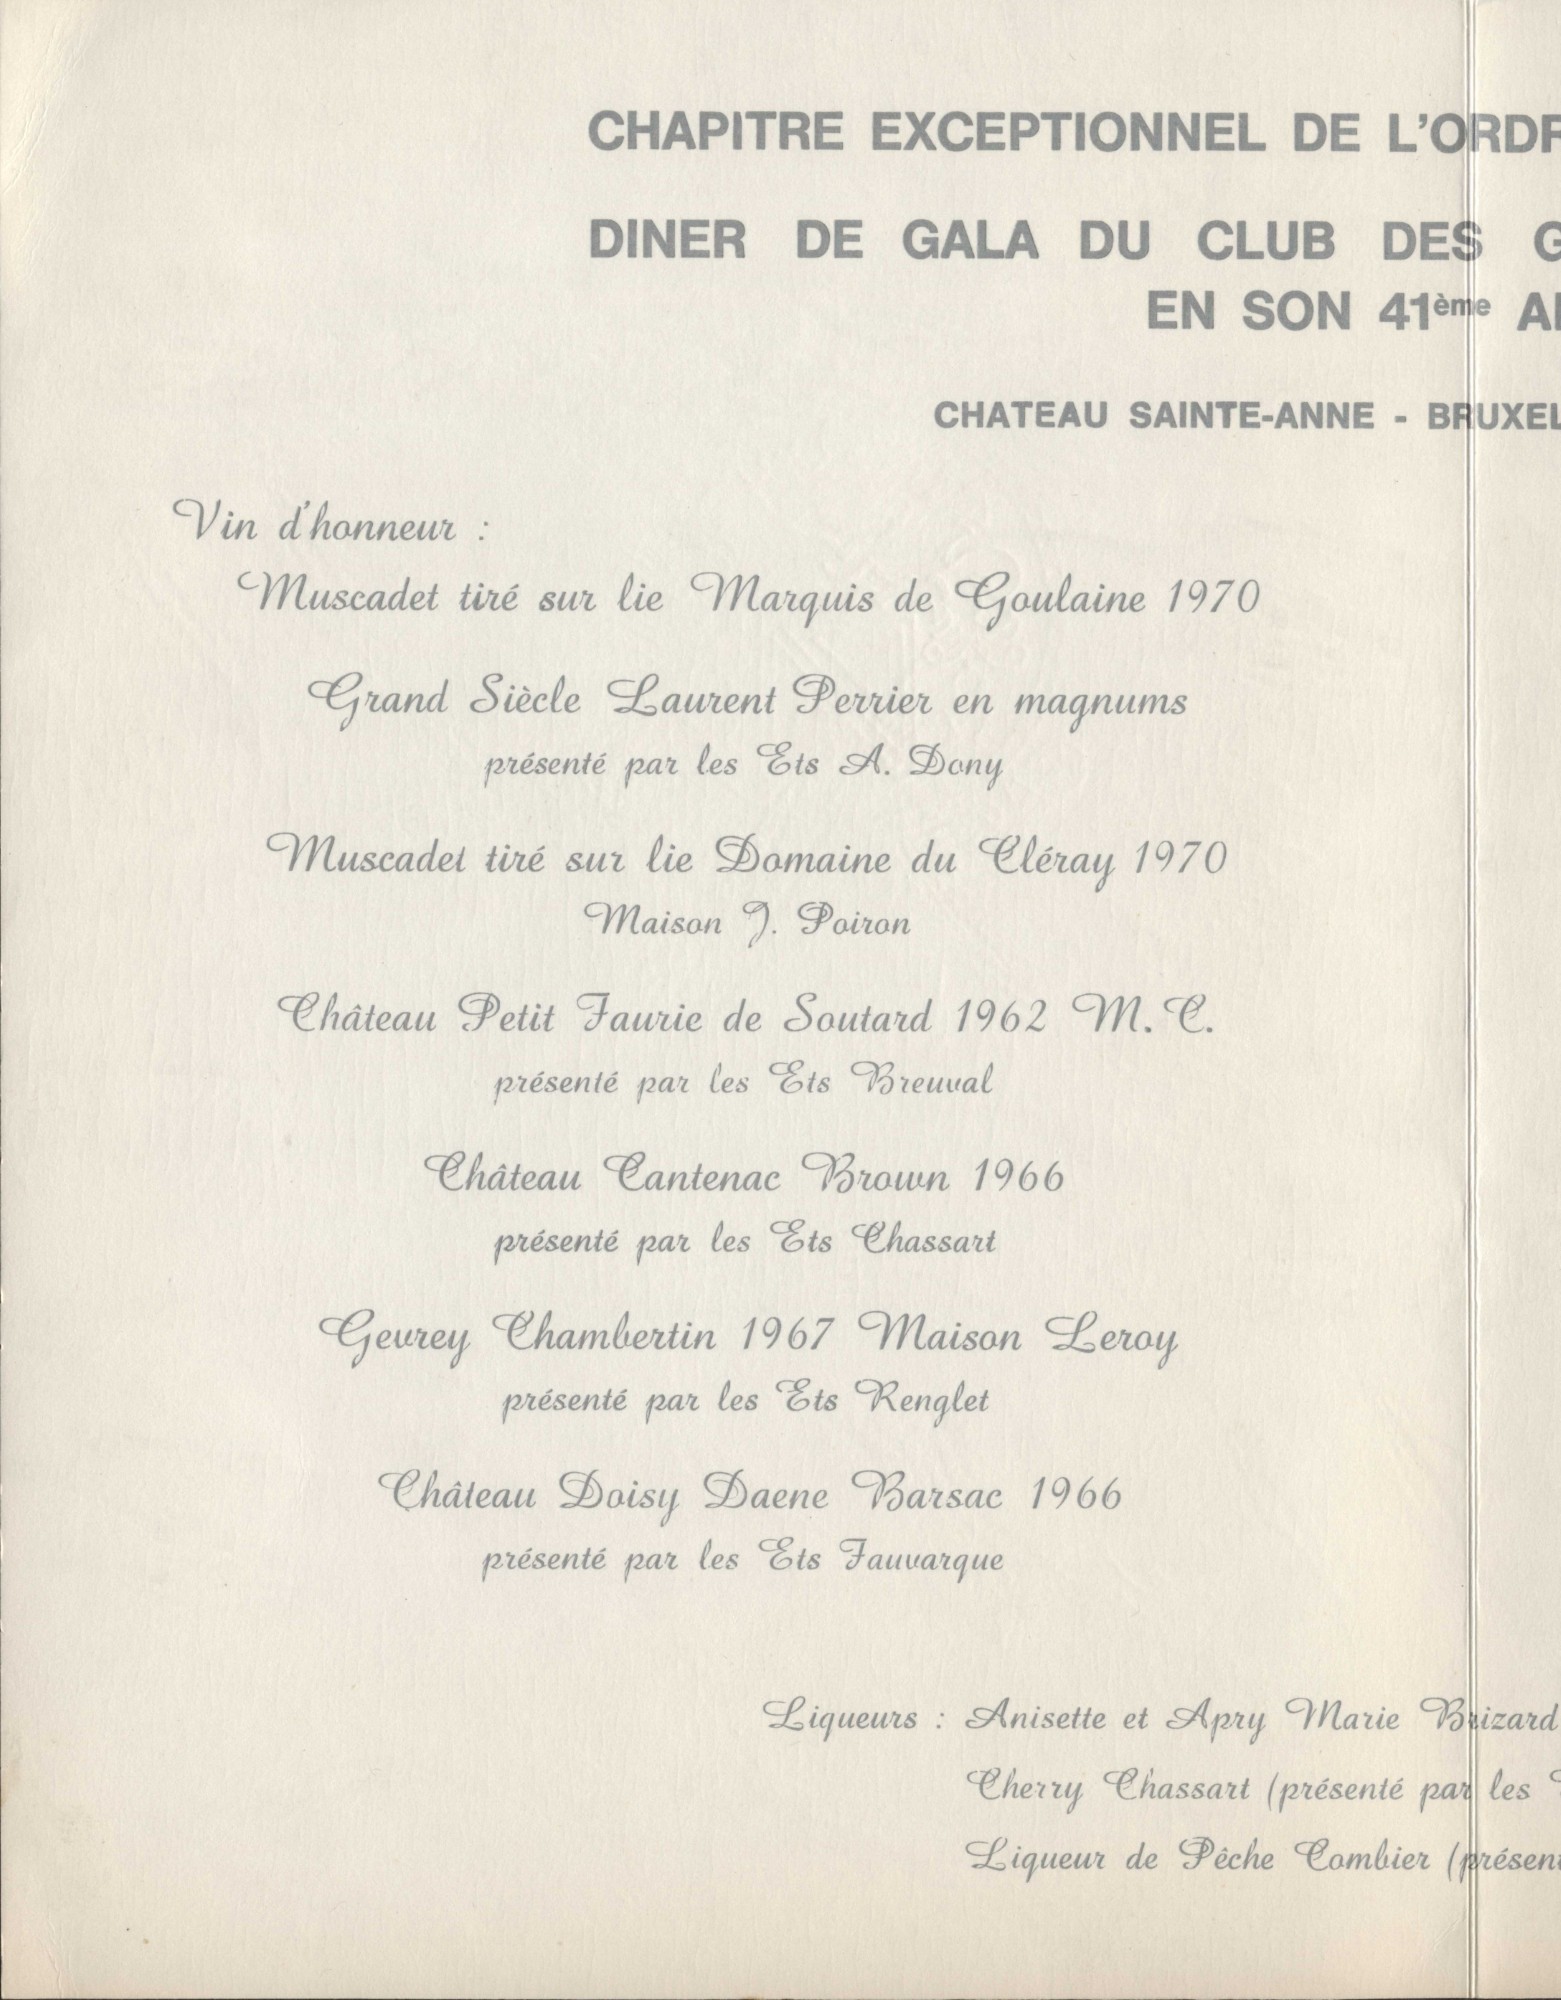 CHAPITRE EXCEPTIONNEL DE L'ORDR
DINER DE GALA DU CLUB DES G
EN SON 41ème
CHATEAU SAINTE-ANNE - BRUXEL
Vin d'honneur :
Muscadet tiré sur lie Marquis de Goulaine 1970
Grand Siècle Laurent Perrier en magnums
présenté par les Ets A. Dony
Muscadet tiré sur lie Domaine du Cléray 1970
Maison J. Poiron
Château Petit Faurie de Soutard 1962 M. C.
présenté par les Ets Breuval
Château Cantenac Brown 1966
présenté par les Ets Chassart
Gevrey Chambertin 1967 Maison Leroy
présenté par les Ets Renglet
Château Doisy Daene Barsac 1966
présenté par les Ets Fauvarque
Liqueurs : Anisette et Apry Marie Brizard
Cherry Chassart (présenté par les
Liqueur de Pêche Combier (présent